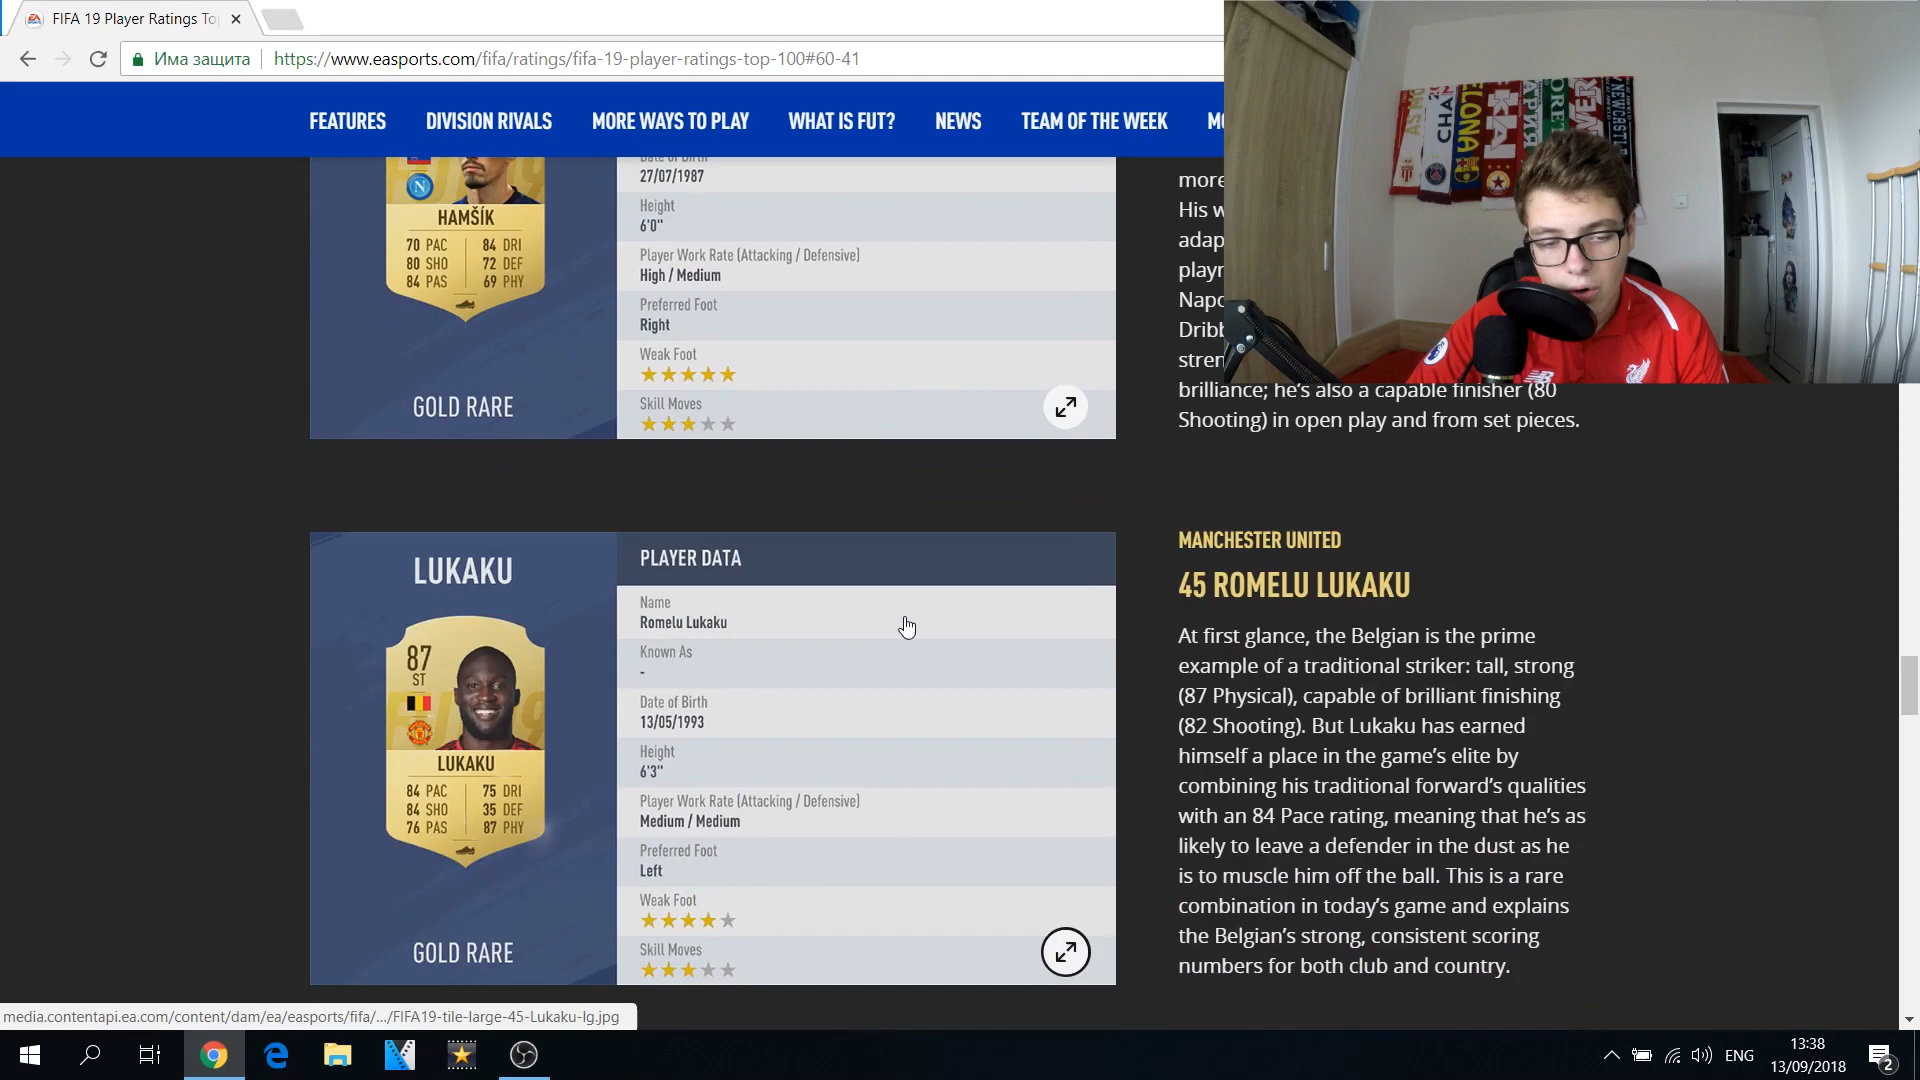 FIFA 19 Player Ratings To
Има защита
https://www.easports.com/fifa/ratings/fifa-19-player-ratings-top-100#60-41
FEATURES
DIVISION RIVALS
MORE WAYS TO PLAY
WHAT IS FUT?
NEWS
TEAM OF THE WEEK
HAMŠÍK
70 PAC
84 DRI
80 SHO
72 DEF
84 PAS
69 PHY
GOLD RARE
Date of Birth
27/07/1987
Height
6'0"
Player Work Rate (Attacking / Defensive)
High / Medium
Preferred Foot
Right
Weak Foot
Skill Moves
more
His w
adap
playr
Napo
Dribb
stren
brilliance; he's also a capable finisher (80
Shooting) in open play and from set pieces.
NEWCASTLE
LUKAKU
87
ST
LUKAKU
84 PAC
75 DRI
84 SHO
35 DEF
76 PAS
87 PHY
GOLD RARE
PLAYER DATA
Name
Romelu Lukaku
Known As
-
Date of Birth
13/05/1993
Height
6'3"
Player Work Rate (Attacking / Defensive)
Medium / Medium
Preferred Foot
Left
Weak Foot
Skill Moves
MANCHESTER UNITED
45 ROMELU LUKAKU
At first glance, the Belgian is the prime
example of a traditional striker: tall, strong
(87 Physical), capable of brilliant finishing
(82 Shooting). But Lukaku has earned
himself a place in the game's elite by
combining his traditional forward's qualities
with an 84 Pace rating, meaning that he's as
likely to leave a defender in the dust as he
is to muscle him off the ball. This is a rare
combination in today's game and explains
the Belgian's strong, consistent scoring
numbers for both club and country.
media.contentapi.ea.com/content/dam/ea/easports/fifa/.../FIFA19-tile-large-45-Lukaku-lg.jpg
ENG
13:38
13/09/2018
2